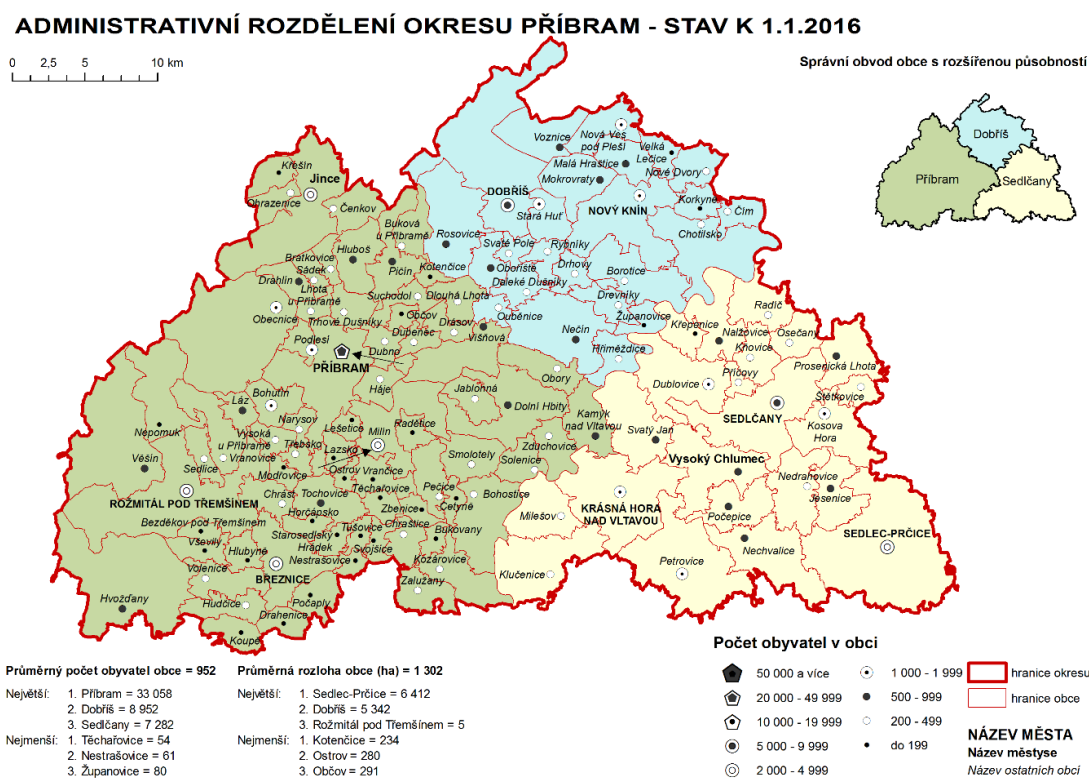 ADMINISTRATIVNÍ ROZDĚLENÍ OKRESU PŘÍBRAM - STAV K 1.1.2016
0 2,5 5 10 km
Správní obvod obce s rozšířenou působností
Dobříš
Příbram
Sedlčany
Voznice
Nová Ves
pod Pleší
Velká
Lečice
Malá Hraštice
Mokrovraty
Nové Dvory
DOBŘÍŠ
Stará Huť
NOVÝ KNÍN
Korkyně
Čím
Chotilsko
Křešín
Jince
Ohrazenice
Čenkov
Buková
u Příbramě
Rosovice
Svaté Pole
Rybníky
Hluboš
Bratkovice
Pičín
Kotenčice
Obořiště
Drhovy
Borotice
Sádek
Drahlín
Lhota
u Příbramě
Suchodol
Dlouhá Lhota
Daleké Dušníky
Drevníky
Obecnice
Trhové Dušníky
Občov
Ouběnice
Županovice
Radíč
Dubenec
Drásov
Višňová
Nečín
Křepenice
Nalžovice
Osečany
Podlesí
Dubno
Hříměždice
Kňovice
Prosenická Lhota
PŘÍBRAM
Háje
Obory
Dublovice
Příčovy
Štětkovice
Bohutín
Jablonná
Dolní Hbity
SEDLČANY
Láz
Narysov
Lešetice
Milín
Radětice
Kamýk
nad Vltavou
Svatý Jan
Kosova
Hora
Nepomuk
Vysoká
u Příbramě
Třebsko
Lazsko
Zduchovice
Vysoký Chlumec
Věšín
Sedlice
Vranovice
Modřovice
Ostrov
Vrančice
Smolotely
Solenice
Nedrahovice
Jesenice
ROŽMITÁL POD TŘEMŠÍNEM
Chrást
Tochovice
Těchařovice
Pečice
Cetyně
Bohostice
KRÁSNÁ HORA
NAD VLTAVOU
Horčápsko
Zbenice
Milešov
Počepice
Bezděkov pod Třemšínem
Starosedlský
Hrádek
Tušovice
Chraštice
Bukovany
SEDLEC-PRČICE
Vševily
Hlubyně
Svojšice
Nestrašovice
Kozárovice
Nechvalice
Volenice
BŘEZNICE
Zalužany
Klučenice
Petrovice
Hvožďany
Hudčice
Počaply
Drahenice
Koupě
Průměrný počet obyvatel obce = 952
Největší: 1. Příbram = 33 058
2. Dobříš = 8 952
3. Sedlčany = 7 282
Nejmenší: 1. Těchařovice = 54
2. Nestrašovice = 61
3. Županovice = 80
Průměrná rozloha obce (ha) = 1 302
Největší: 1. Sedlec-Prčice = 6 412
2. Dobříš = 5 342
3. Rožmitál pod Třemšínem = 5
Nejmenší: 1. Kotenčice = 234
2. Ostrov = 280
3. Občov = 291
Počet obyvatel v obci
50 000 a více
20 000 - 49 999
10 000 - 19 999
5 000 - 9 999
2 000 - 4 999
1 000 - 1 999
500 - 999
200 - 499
do 199
hranice okresu
hranice obce
NÁZEV MĚSTA
Název městyse
Název ostatních obcí